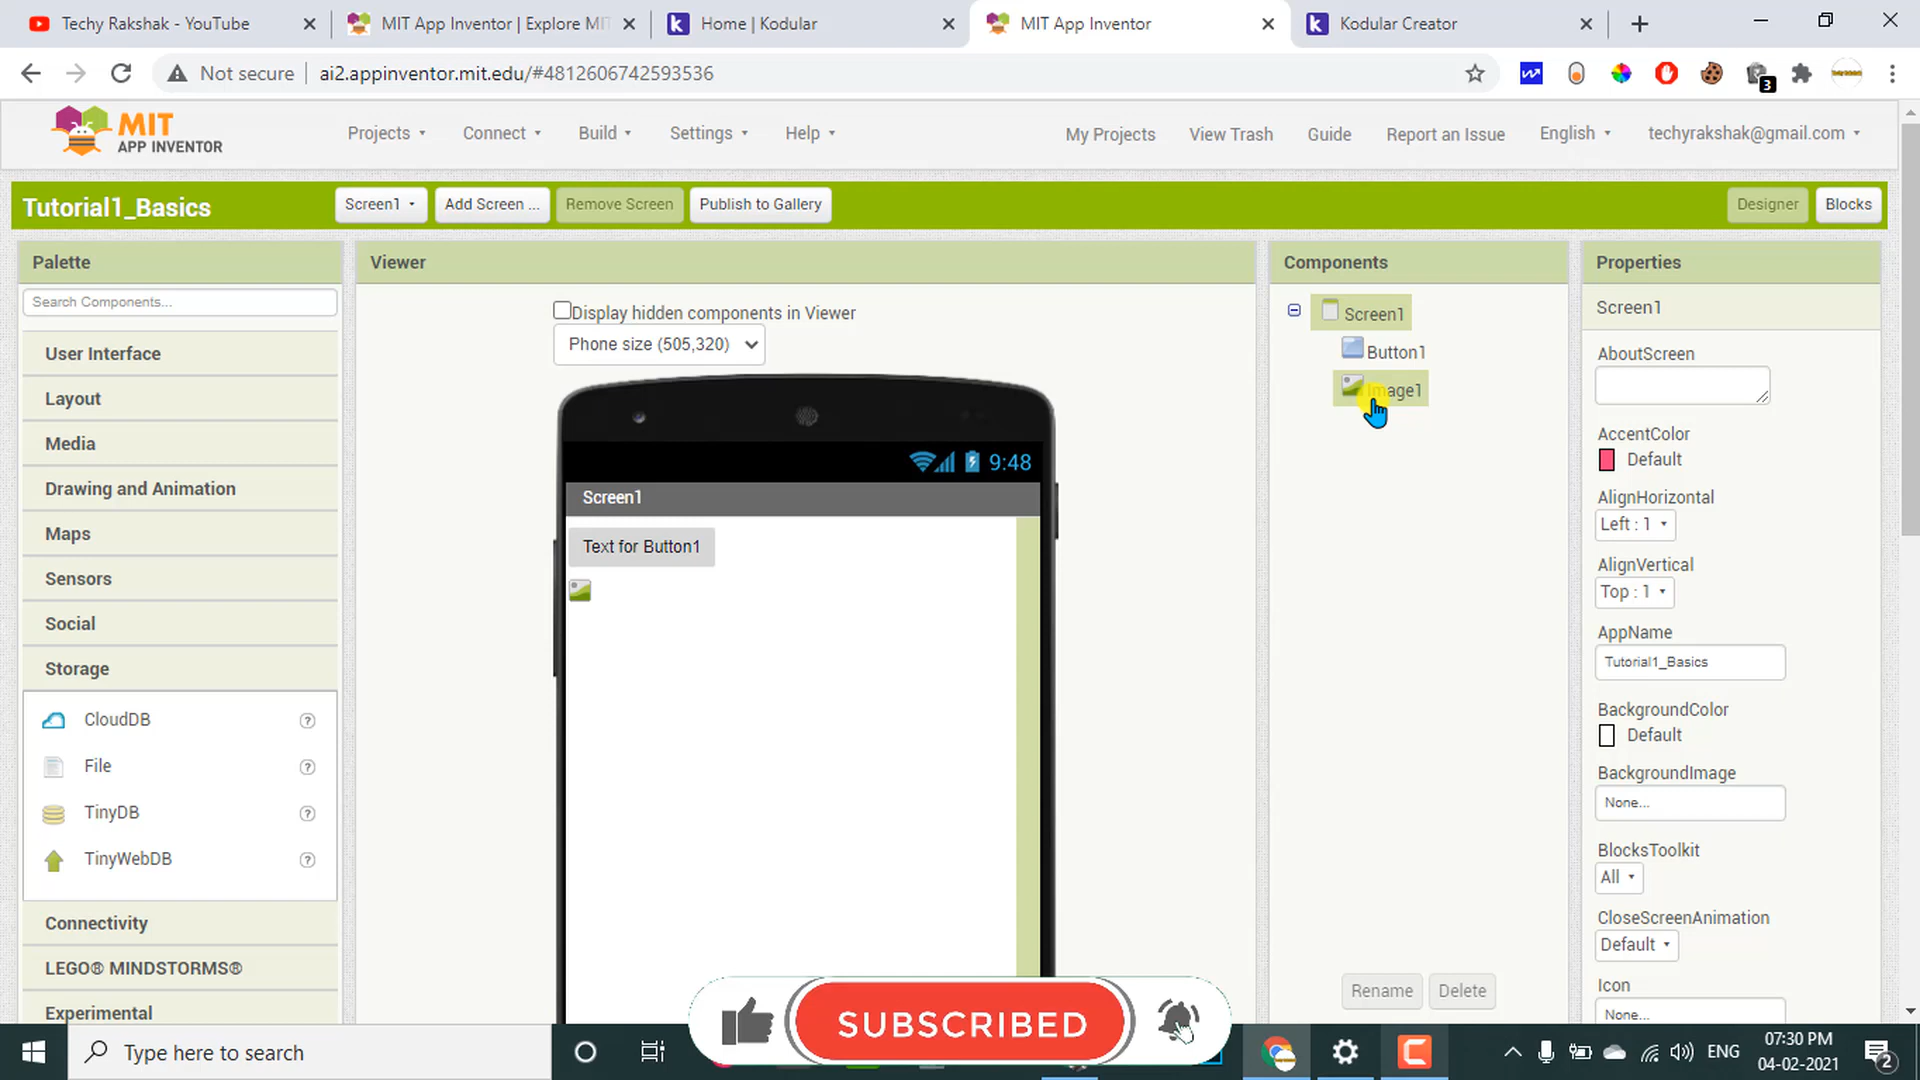 Techy Rakshak - YouTube
MIT App Inventor | Explore MIT
Home | Kodular
MIT App Inventor
Kodular Creator
Not secure
ai2.appinventor.mit.edu/#4812606742593536
3
MIT
APP INVENTOR
Projects
Connect
Build
Settings
Help
My Projects
View Trash
Guide
Report an Issue
English
techyrakshak@gmail.com
Tutorial1_Basics
Screen1
Add Screen ...
Remove Screen
Publish to Gallery
Designer
Blocks
Palette
Search Components...
User Interface
Layout
Media
Drawing and Animation
Maps
Sensors
Social
Storage
CloudDB
File
TinyDB
TinyWebDB
Connectivity
LEGO® MINDSTORMS®
Experimental
Viewer
Display hidden components in Viewer
Phone size (505,320)
9:48
Screen1
Text for Button1
Components
Screen1
Button1
Image1
Rename
Delete
Properties
Screen1
AboutScreen
AccentColor
Default
AlignHorizontal
Left : 1
AlignVertical
Top : 1
AppName
Tutorial1_Basics
BackgroundColor
Default
BackgroundImage
None...
BlocksToolkit
All
CloseScreenAnimation
Default
Icon
None...
SUBSCRIBED
Type here to search
ENG
07:30 PM
04-02-2021
2